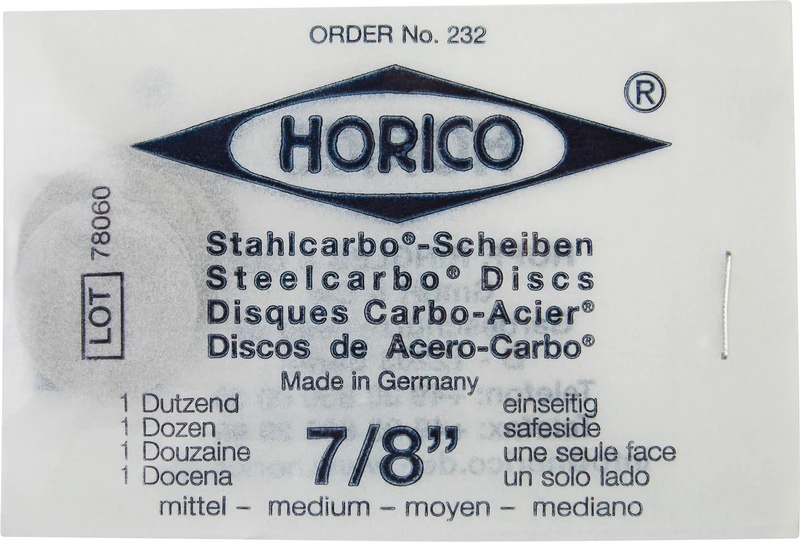 ORDER No. 232
HORICO
®
LOT 78060
Stahlcarbo®-Scheiben
Steelcarbo® Discs
Disques Carbo-Acier®
Discos de Acero-Carbo®
Made in Germany
1 Dutzend
1 Dozen
1 Douzaine
1 Docena
7/8”
einseitig
safeside
une seule face
un solo lado
mittel – medium – moyen – mediano